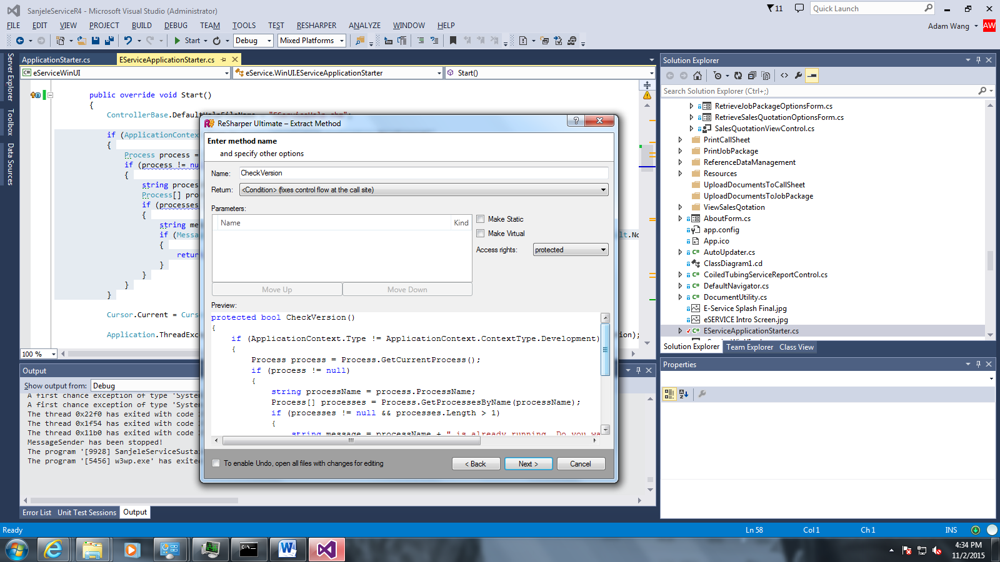 SanjeleServiceR4 - Microsoft Visual Studio (Administrator)
11
Quick Launch
FILE EDIT VIEW PROJECT BUILD DEBUG TEAM TOOLS TEST RESHARPER ANALYZE WINDOW HELP
Adam Wang AW
Start Debug Mixed Platforms
Server Explorer
Toolbox
Data Sources
ApplicationStarter.cs EServiceApplicationStarter.cs
eServiceWinUI eService.WinUI.EServiceApplicationStarter Start()
public override void Start()
{
if (ApplicationContex
{
Process process =
if (process != nu
{
string proces
Process[] pro
if (processes
{
string me
if (Messa
lt.No
{
retur
}
}
}
}
Cursor.Current = Curs
Application.ThreadExc
ion);
100 %
ReSharper Ultimate – Extract Method
Enter method name
and specify other options
Name: CheckVersion
Return: <Condition> (fixes control flow at the call site)
Parameters:
Name Kind
Make Static
Make Virtual
Access rights: protected
Move Up Move Down
Preview:
protected bool CheckVersion()
{
if (ApplicationContext.Type != ApplicationContext.ContextType.Development)
{
Process process = Process.GetCurrentProcess();
if (process != null)
{
string processName = process.ProcessName;
Process[] processes = Process.GetProcessesByName(processName);
if (processes != null && processes.Length > 1)
{
string message = processName + " is already running. Do you wa
To enable Undo, open all files with changes for editing
< Back Next > Cancel
Output
Show output from: Debug
A first chance exception of type 'System
A first chance exception of type 'Syste
The thread 0x22f0 has exited with code
The thread 0x1f54 has exited with code
The thread 0x11b0 has exited with code
MessageSender has been stopped!
The program '[9928] SanjeleServiceSusta
The program '[5456] w3wp.exe' has exite
Error List Unit Test Sessions Output
Solution Explorer
Search Solution Explorer (Ctrl+;)
RetrieveJobPackageOptionsForm.cs
RetrieveSalesQuotationOptionsForm.cs
SalesQuotationViewControl.cs
PrintCallSheet
PrintJobPackage
ReferenceDataManagement
Resources
UploadDocumentsToCallSheet
UploadDocumentsToJobPackage
ViewSalesQotation
AboutForm.cs
app.config
App.ico
AutoUpdater.cs
ClassDiagram1.cd
CoiledTubingServiceReportControl.cs
DefaultNavigator.cs
DocumentUtility.cs
E-Service Splash Final.jpg
eSERVICE Intro Screen.jpg
EServiceApplicationStarter.cs
Solution Explorer Team Explorer Class View
Properties
Ready Ln 58 Col 1 Ch 1 INS
4:34 PM
11/2/2015